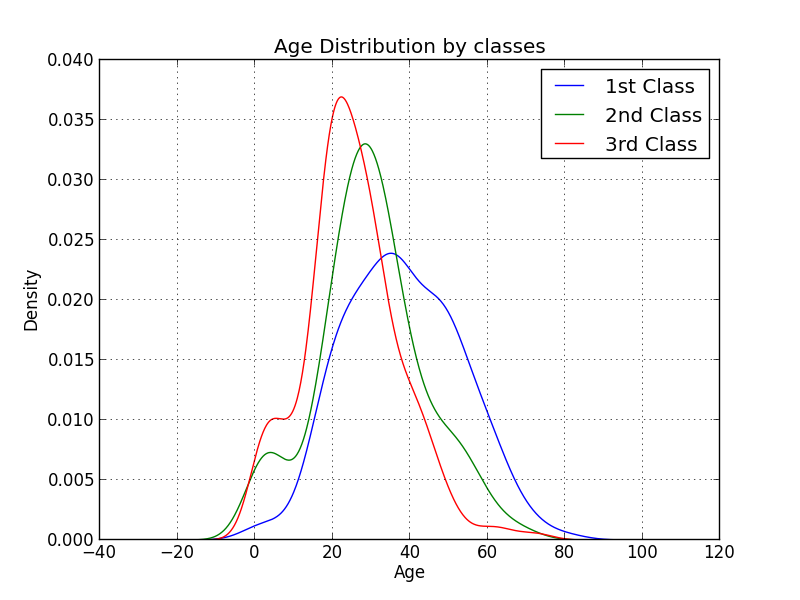 Age Distribution by classes
0.040
0.035
0.030
0.025
0.020
0.015
0.010
0.005
0.000
Density
1st Class
2nd Class
3rd Class
−40 −20 0 20 40 60 80 100 120
Age